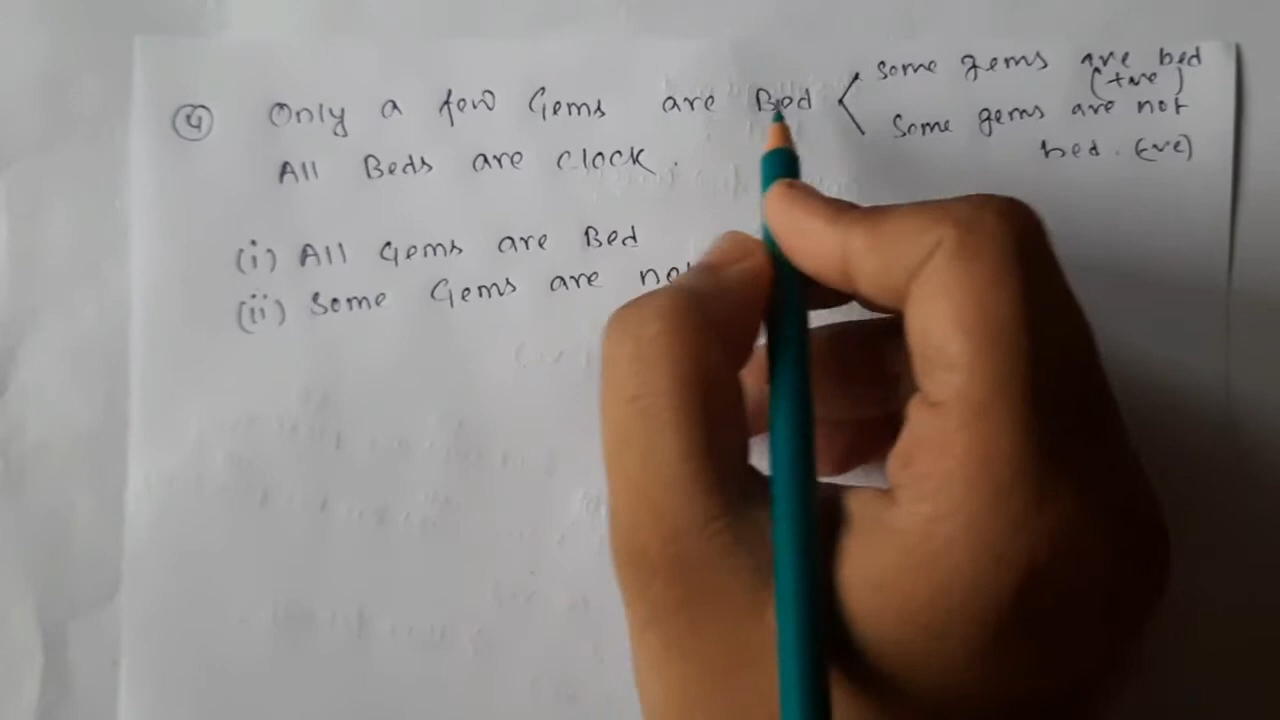 (4) Only a few Gems are Bed
some gems are bed
(+ve)
Some gems are not
bed. (-ve)
All Beds are clock.
(i) All Gems are Bed
(ii) Some Gems are not